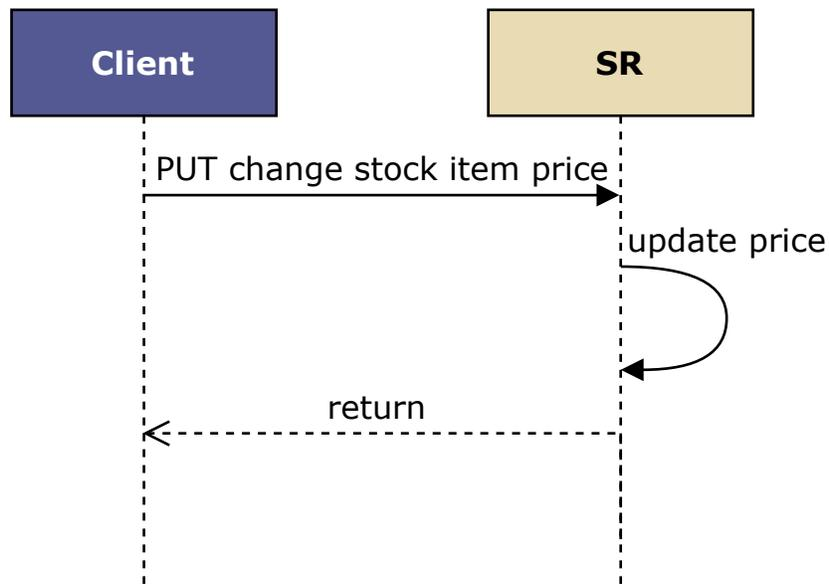 Client
SR
PUT change stock item price
update price
return